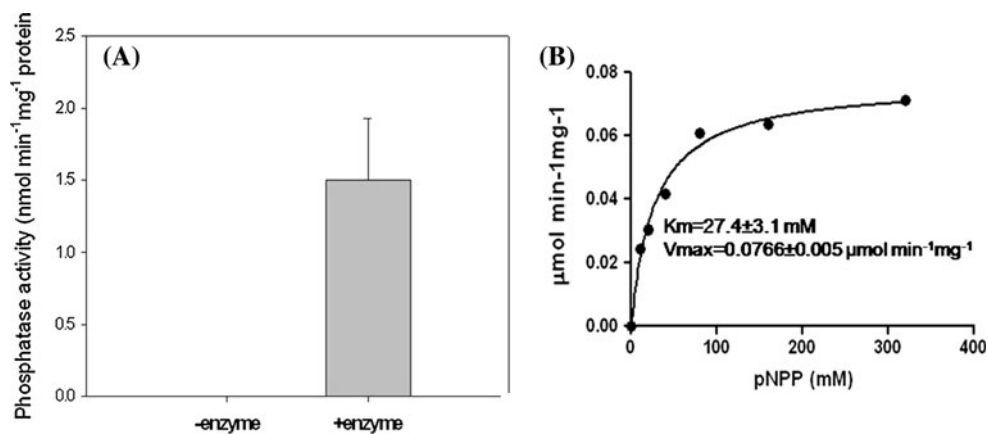 (A)
Phosphatase activity (nmol min⁻¹mg⁻¹ protein
2.5
2.0
1.5
1.0
0.5
0.0
-enzyme
+enzyme
(B)
μmol min-1mg-1
0.08
0.06
0.04
0.02
0.00
Km=27.4±3.1 mM
Vmax=0.0766±0.005 μmol min⁻¹mg⁻¹
0
100
200
300
400
pNPP (mM)